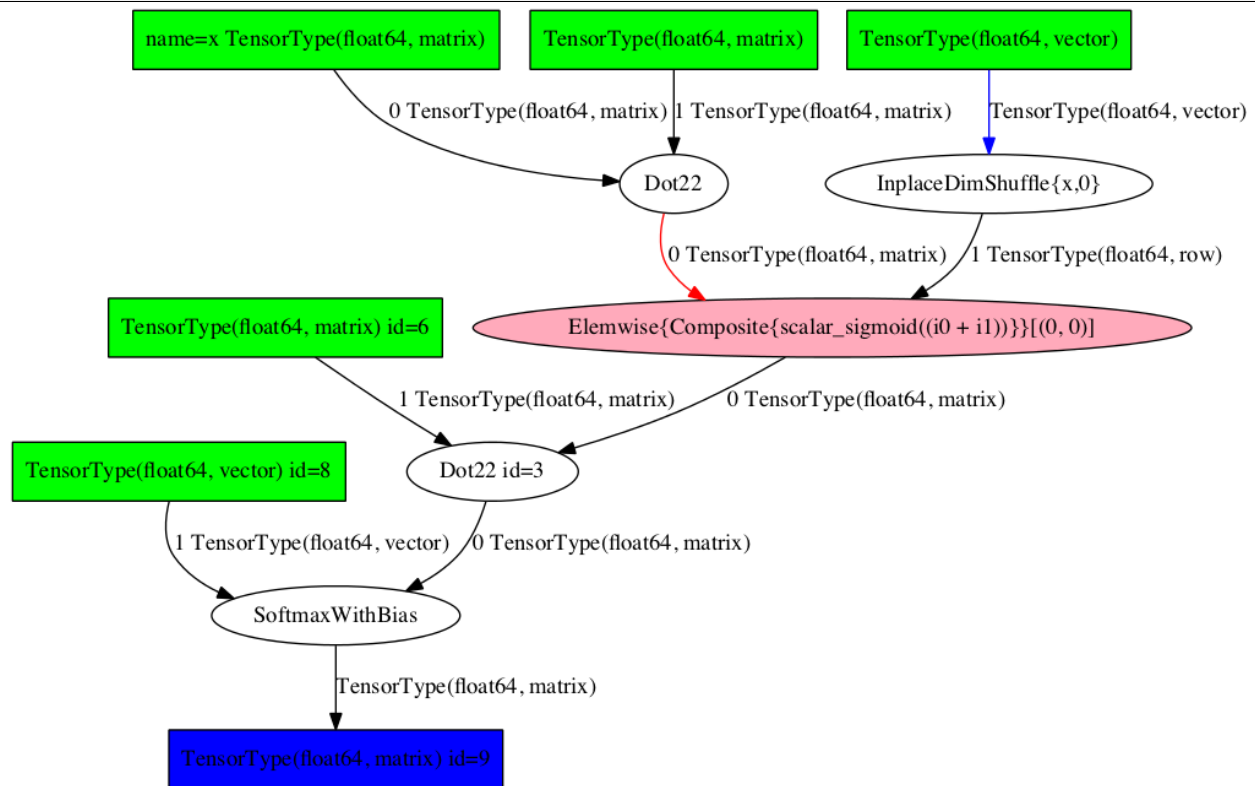 name=x TensorType(float64, matrix)
TensorType(float64, matrix)
TensorType(float64, vector)
0 TensorType(float64, matrix)
1 TensorType(float64, matrix)
TensorType(float64, vector)
Dot22
InplaceDimShuffle{x,0}
0 TensorType(float64, matrix)
1 TensorType(float64, row)
TensorType(float64, matrix) id=6
Elemwise{Composite{scalar_sigmoid((i0 + i1))}}[(0, 0)]
1 TensorType(float64, matrix)
0 TensorType(float64, matrix)
TensorType(float64, vector) id=8
Dot22 id=3
1 TensorType(float64, vector)
0 TensorType(float64, matrix)
SoftmaxWithBias
TensorType(float64, matrix)
TensorType(float64, matrix) id=9